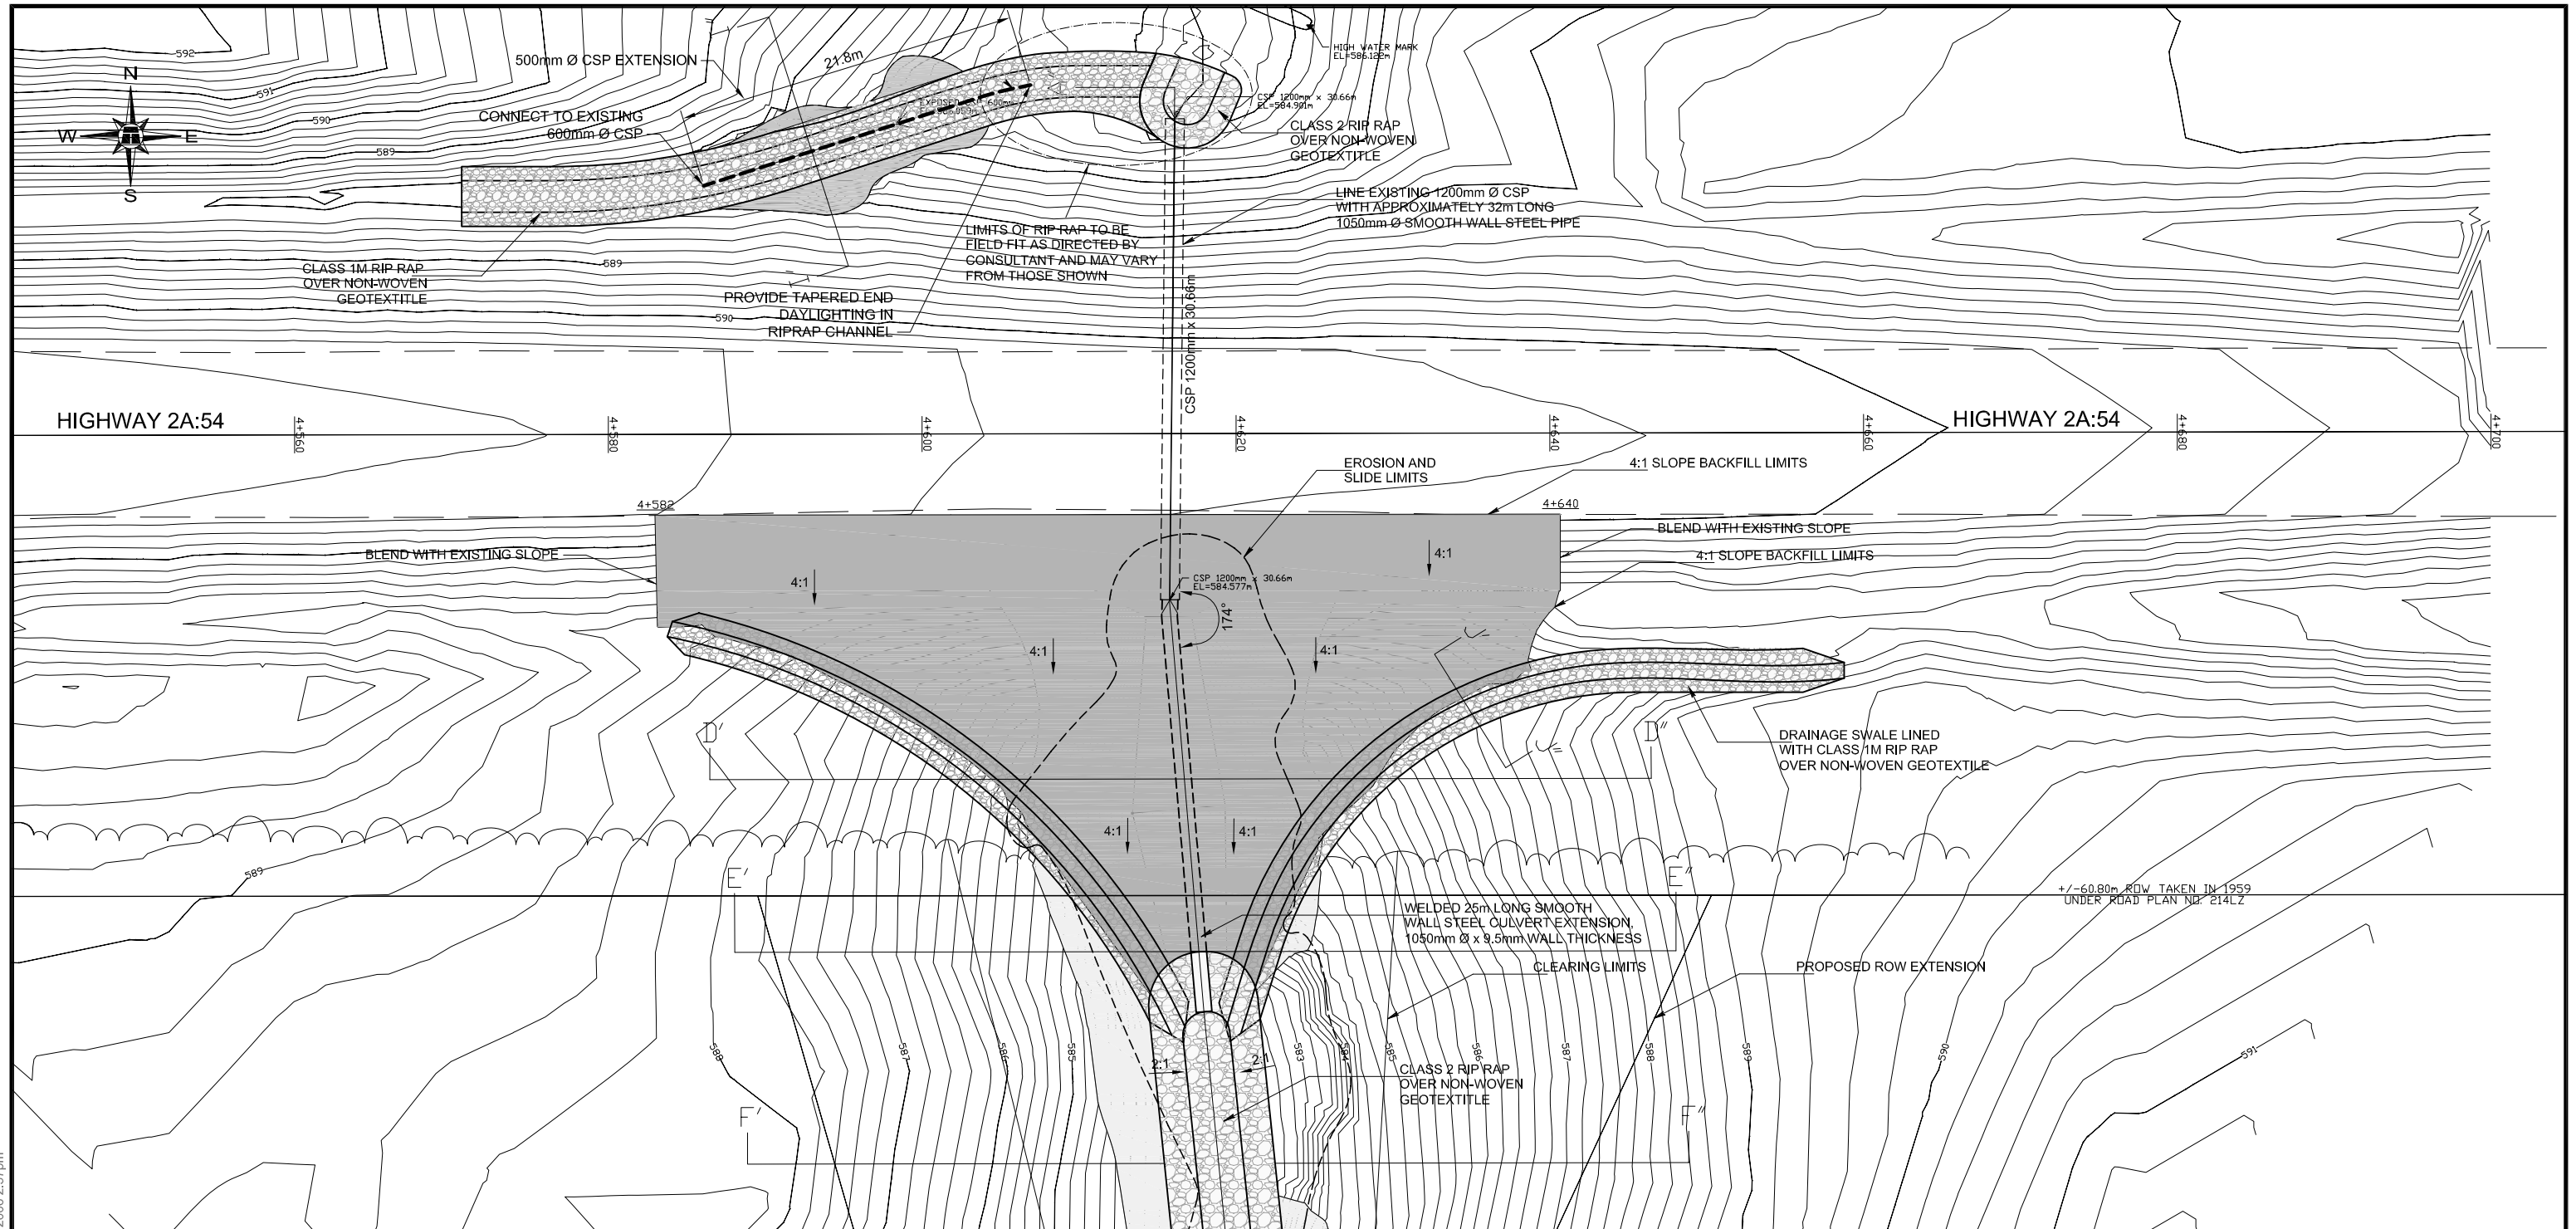 592
591
590
589
N
W
E
S
500mm Ø CSP EXTENSION
21.8m
CONNECT TO EXISTING
600mm Ø CSP
EXPOSED CSP 600mm
HIGH WATER MARK
EL=586.122m
CSP 1200mm x 30.66m
EL=584.901m
CLASS 2 RIP RAP
OVER NON-WOVEN
GEOTEXTITLE
LINE EXISTING 1200mm Ø CSP
WITH APPROXIMATELY 32m LONG
1050mm Ø SMOOTH WALL STEEL PIPE
LIMITS OF RIP RAP TO BE
FIELD FIT AS DIRECTED BY
CONSULTANT AND MAY VARY
FROM THOSE SHOWN
CLASS 1M RIP RAP
OVER NON-WOVEN
GEOTEXTITLE
589
590
PROVIDE TAPERED END
DAYLIGHTING IN
RIPRAP CHANNEL
CSP 1200mm x 30.66m
HIGHWAY 2A:54
4+560
4+580
4+600
4+620
4+640
4+660
HIGHWAY 2A:54
4+680
4+700
EROSION AND
SLIDE LIMITS
4:1 SLOPE BACKFILL LIMITS
4+582
4+640
BLEND WITH EXISTING SLOPE
BLEND WITH EXISTING SLOPE
4:1 SLOPE BACKFILL LIMITS
4:1
4:1
CSP 1200mm x 30.66m
EL=584.577m
174°
4:1
4:1
D'
D"
DRAINAGE SWALE LINED
WITH CLASS 1M RIP RAP
OVER NON-WOVEN GEOTEXTILE
4:1
4:1
589
E'
E"
+/-60.80m ROW TAKEN IN 1959
UNDER ROAD PLAN NO. 214LZ
WELDED 25m LONG SMOOTH
WALL STEEL CULVERT EXTENSION,
1050mm Ø x 9.5mm WALL THICKNESS
CLEARING LIMITS
PROPOSED ROW EXTENSION
588
587
586
585
583
584
585
586
587
588
589
590
591
2:1
2:1
CLASS 2 RIP RAP
OVER NON-WOVEN
GEOTEXTITLE
F'
F"